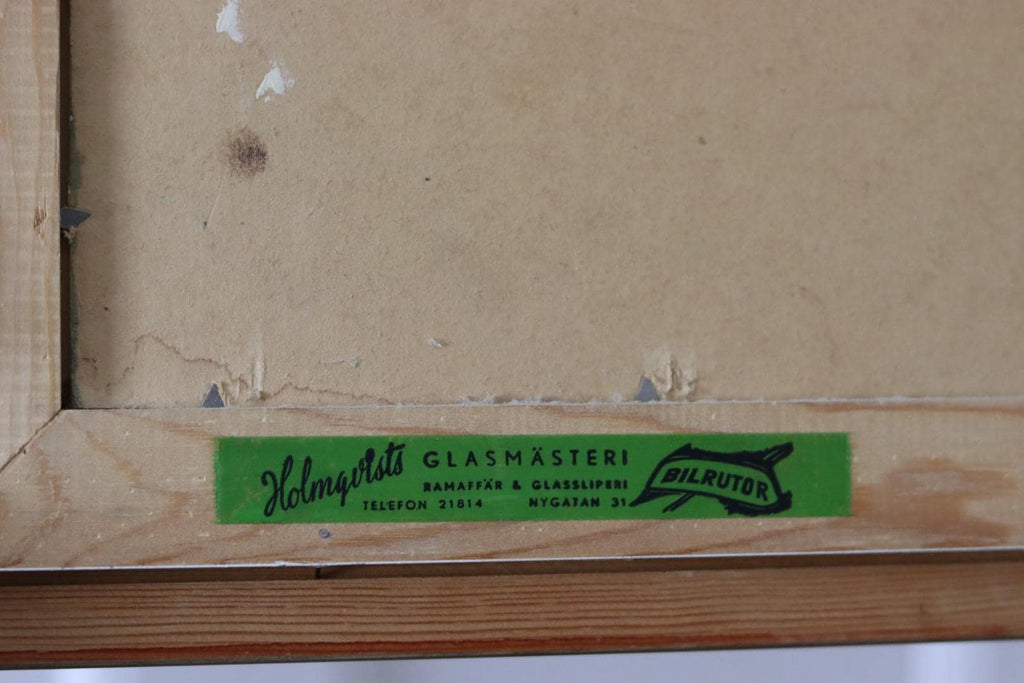 Holmqvists GLASMÄSTERI
RAMAFFÄR & GLASSLIPERI
TELEFON 21814 NYGATAN 31
BILRUTOR